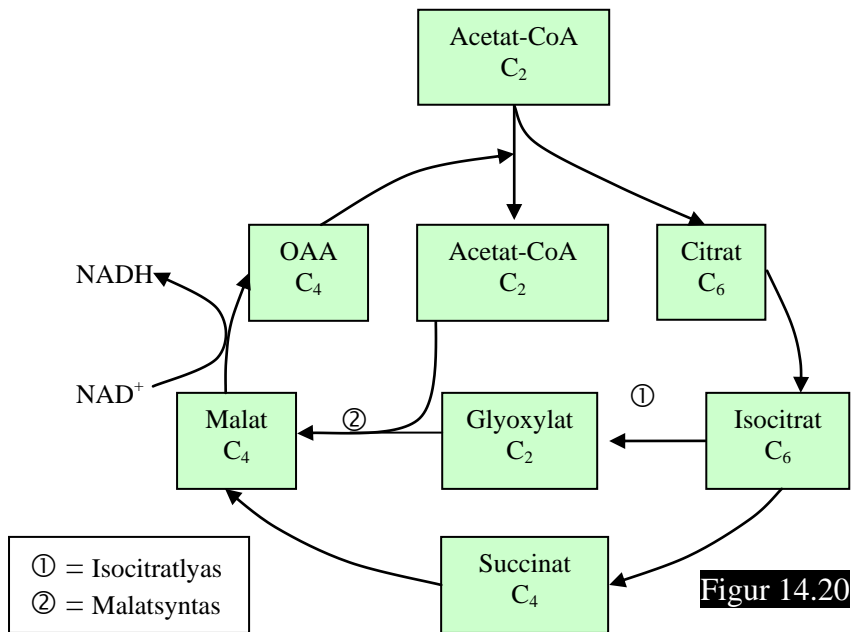 Acetat-CoA
C₂
OAA
C₄
Acetat-CoA
C₂
Citrat
C₆
NADH
NAD⁺
Malat
C₄
②
Glyoxylat
C₂
①
Isocitrat
C₆
Succinat
C₄
① = Isocitratlyas
② = Malatsyntas
Figur 14.20